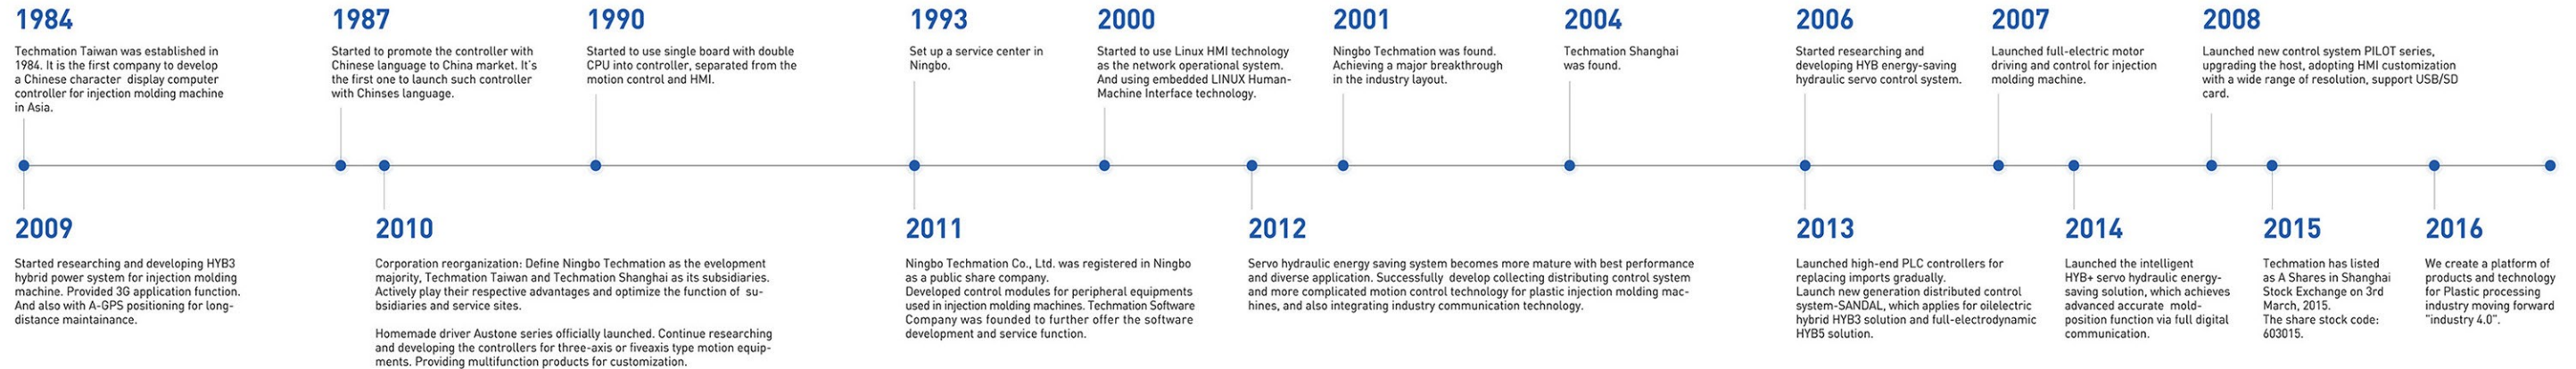 1984
Techmation Taiwan was established in
1984. It is the first company to develop
a Chinese character display computer
controller for injection molding machine
in Asia.
1987
Started to promote the controller with
Chinese language to China market. It's
the first one to launch such controller
with Chinses language.
1990
Started to use single board with double
CPU into controller, separated from the
motion control and HMI.
1993
Set up a service center in
Ningbo.
2000
Started to use Linux HMI technology
as the network operational system.
And using embedded LINUX Human-
Machine Interface technology.
2001
Ningbo Techmation was found.
Achieving a major breakthrough
in the industry layout.
2004
Techmation Shanghai
was found.
2006
Started researching and
developing HYB energy-saving
hydraulic servo control system.
2007
Launched full-electric motor
driving and control for injection
molding machine.
2008
Launched new control system PILOT series,
upgrading the host, adopting HMI customization
with a wide range of resolution, support USB/SD
card.
2009
Started researching and developing HYB3
hybrid power system for injection molding
machine. Provided 3G application function.
And also with A-GPS positioning for long-
distance maintainance.
2010
Corporation reorganization: Define Ningbo Techmation as the evelopment
majority, Techmation Taiwan and Techmation Shanghai as its subsidiaries.
Actively play their respective advantages and optimize the function of su-
bsidiaries and service sites.
Homemade driver Austone series officially launched. Continue researching
and developing the controllers for three-axis or fiveaxis type motion equip-
ments. Providing multifunction products for customization.
2011
Ningbo Techmation Co., Ltd. was registered in Ningbo
as a public share company.
Developed control modules for peripheral equipments
used in injection molding machines. Techmation Software
Company was founded to further offer the software
development and service function.
2012
Servo hydraulic energy saving system becomes more mature with best performance
and diverse application. Successfully develop collecting distributing control system
and more complicated motion control technology for plastic injection molding mac-
hines, and also integrating industry communication technology.
2013
Launched high-end PLC controllers for
replacing imports gradually.
Launch new generation distributed control
system-SANDAL, which applies for oilelectric
hybrid HYB3 solution and full-electrodynamic
HYB5 solution.
2014
Launched the intelligent
HYB+ servo hydraulic energy-
saving solution, which achieves
advanced accurate mold-
position function via full digital
communication.
2015
Techmation has listed
as A Shares in Shanghai
Stock Exchange on 3rd
March, 2015.
The share stock code:
603015.
2016
We create a platform of
products and technology
for Plastic processing
industry moving forward
"industry 4.0".